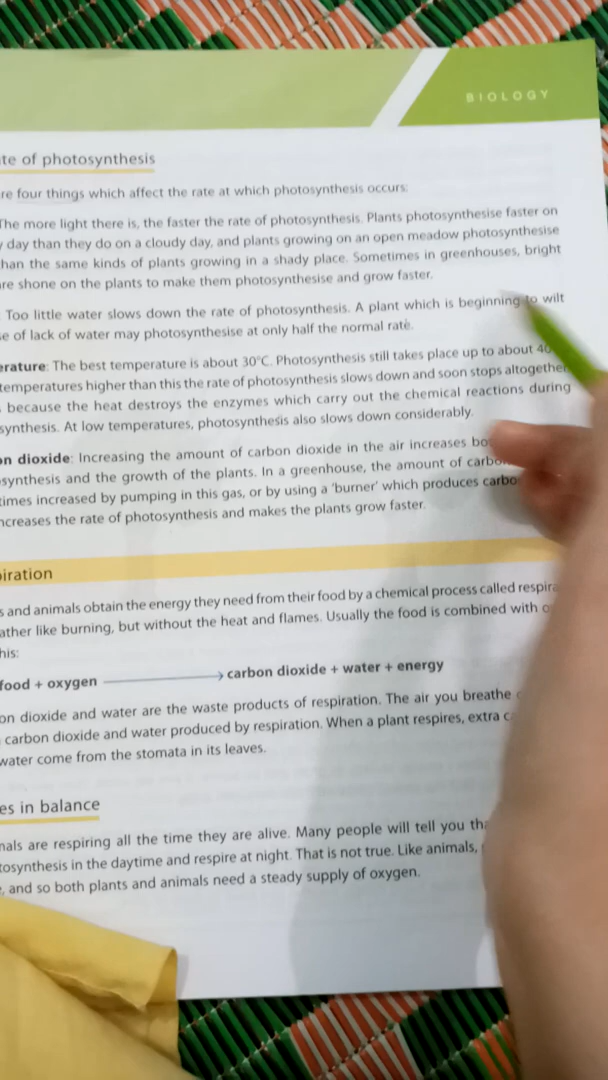 BIOLOGY
te of photosynthesis
re four things which affect the rate at which photosynthesis occurs:
The more light there is, the faster the rate of photosynthesis. Plants photosynthesise faster on
day than they do on a cloudy day, and plants growing on an open meadow photosynthesise
han the same kinds of plants growing in a shady place. Sometimes in greenhouses, bright
re shone on the plants to make them photosynthesise and grow faster.
Too little water slows down the rate of photosynthesis. A plant which is beginning to wilt
se of lack of water may photosynthesise at only half the normal rate.
erature: The best temperature is about 30°C. Photosynthesis still takes place up to about 40
temperatures higher than this the rate of photosynthesis slows down and soon stops altogether
because the heat destroys the enzymes which carry out the chemical reactions during
synthesis. At low temperatures, photosynthesis also slows down considerably.
on dioxide: Increasing the amount of carbon dioxide in the air increases bo
synthesis and the growth of the plants. In a greenhouse, the amount of carbo
times increased by pumping in this gas, or by using a 'burner' which produces carbo
ncreases the rate of photosynthesis and makes the plants grow faster.
iration
s and animals obtain the energy they need from their food by a chemical process called respira
ather like burning, but without the heat and flames. Usually the food is combined with o
his:
food + oxygen → carbon dioxide + water + energy
on dioxide and water are the waste products of respiration. The air you breathe
carbon dioxide and water produced by respiration. When a plant respires, extra c
water come from the stomata in its leaves.
es in balance
nals are respiring all the time they are alive. Many people will tell you tha
tosynthesis in the daytime and respire at night. That is not true. Like animals,
, and so both plants and animals need a steady supply of oxygen.